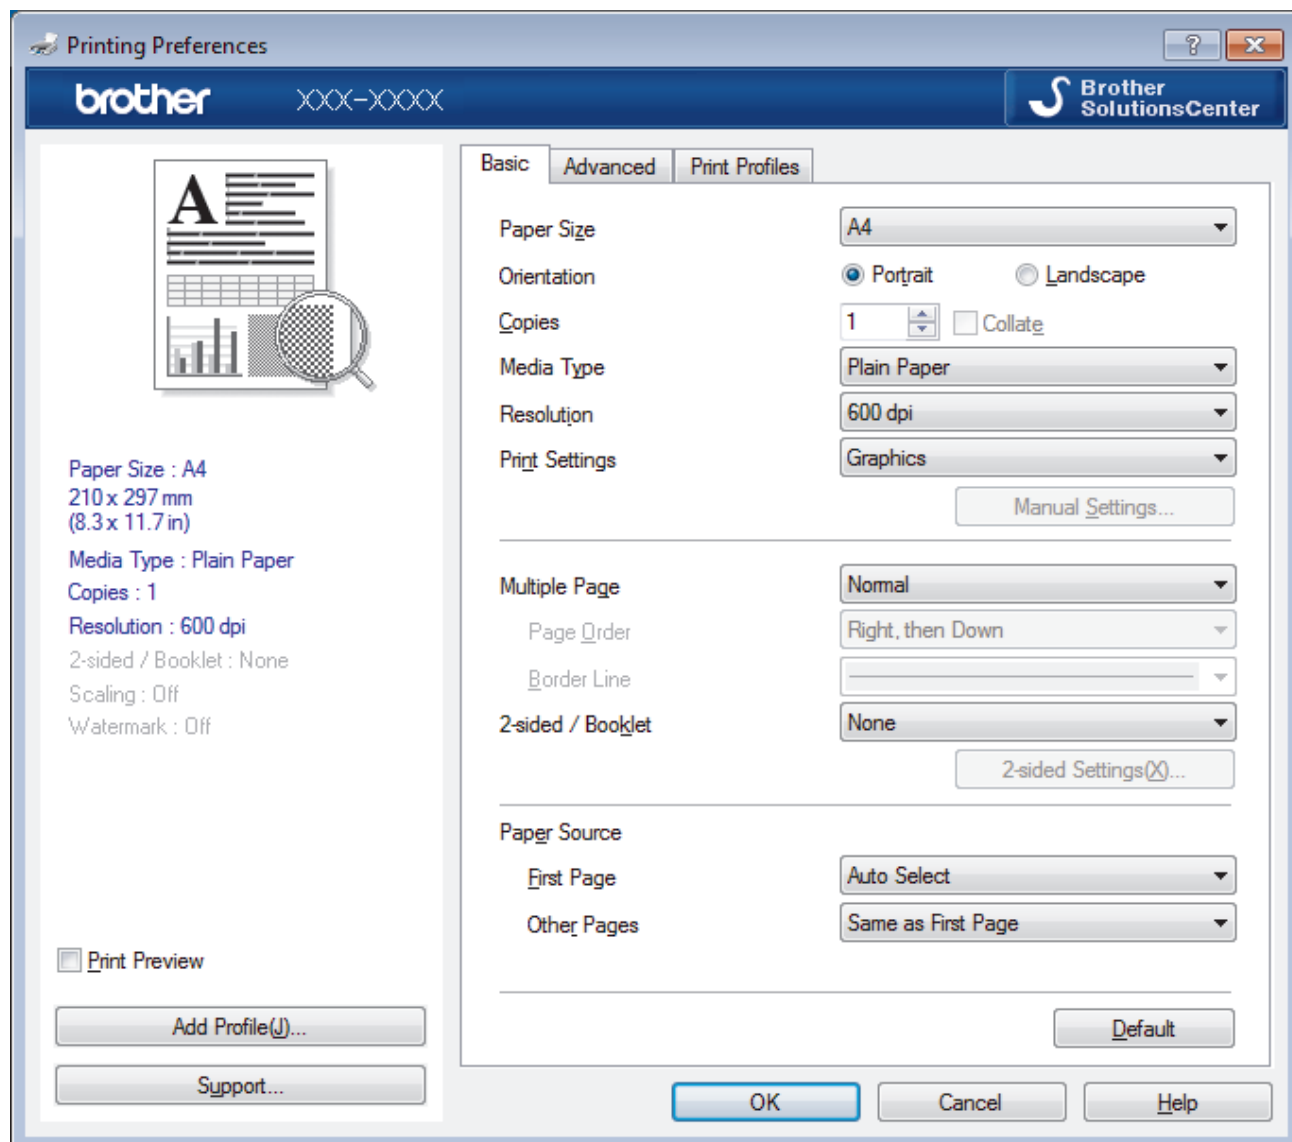 Printing Preferences
?
brother XXX-XXXX
Brother
SolutionsCenter
A
Paper Size : A4
210 x 297 mm
(8.3 x 11.7 in)
Media Type : Plain Paper
Copies : 1
Resolution : 600 dpi
2-sided / Booklet : None
Scaling : Off
Watermark : Off
Print Preview
Add Profile(J)...
Support...
Basic Advanced Print Profiles
Paper Size A4
Orientation Portrait Landscape
Copies 1 Collate
Media Type Plain Paper
Resolution 600 dpi
Print Settings Graphics
Manual Settings...
Multiple Page Normal
Page Order Right, then Down
Border Line
2-sided / Booklet None
2-sided Settings(X)...
Paper Source
First Page Auto Select
Other Pages Same as First Page
Default
OK Cancel Help